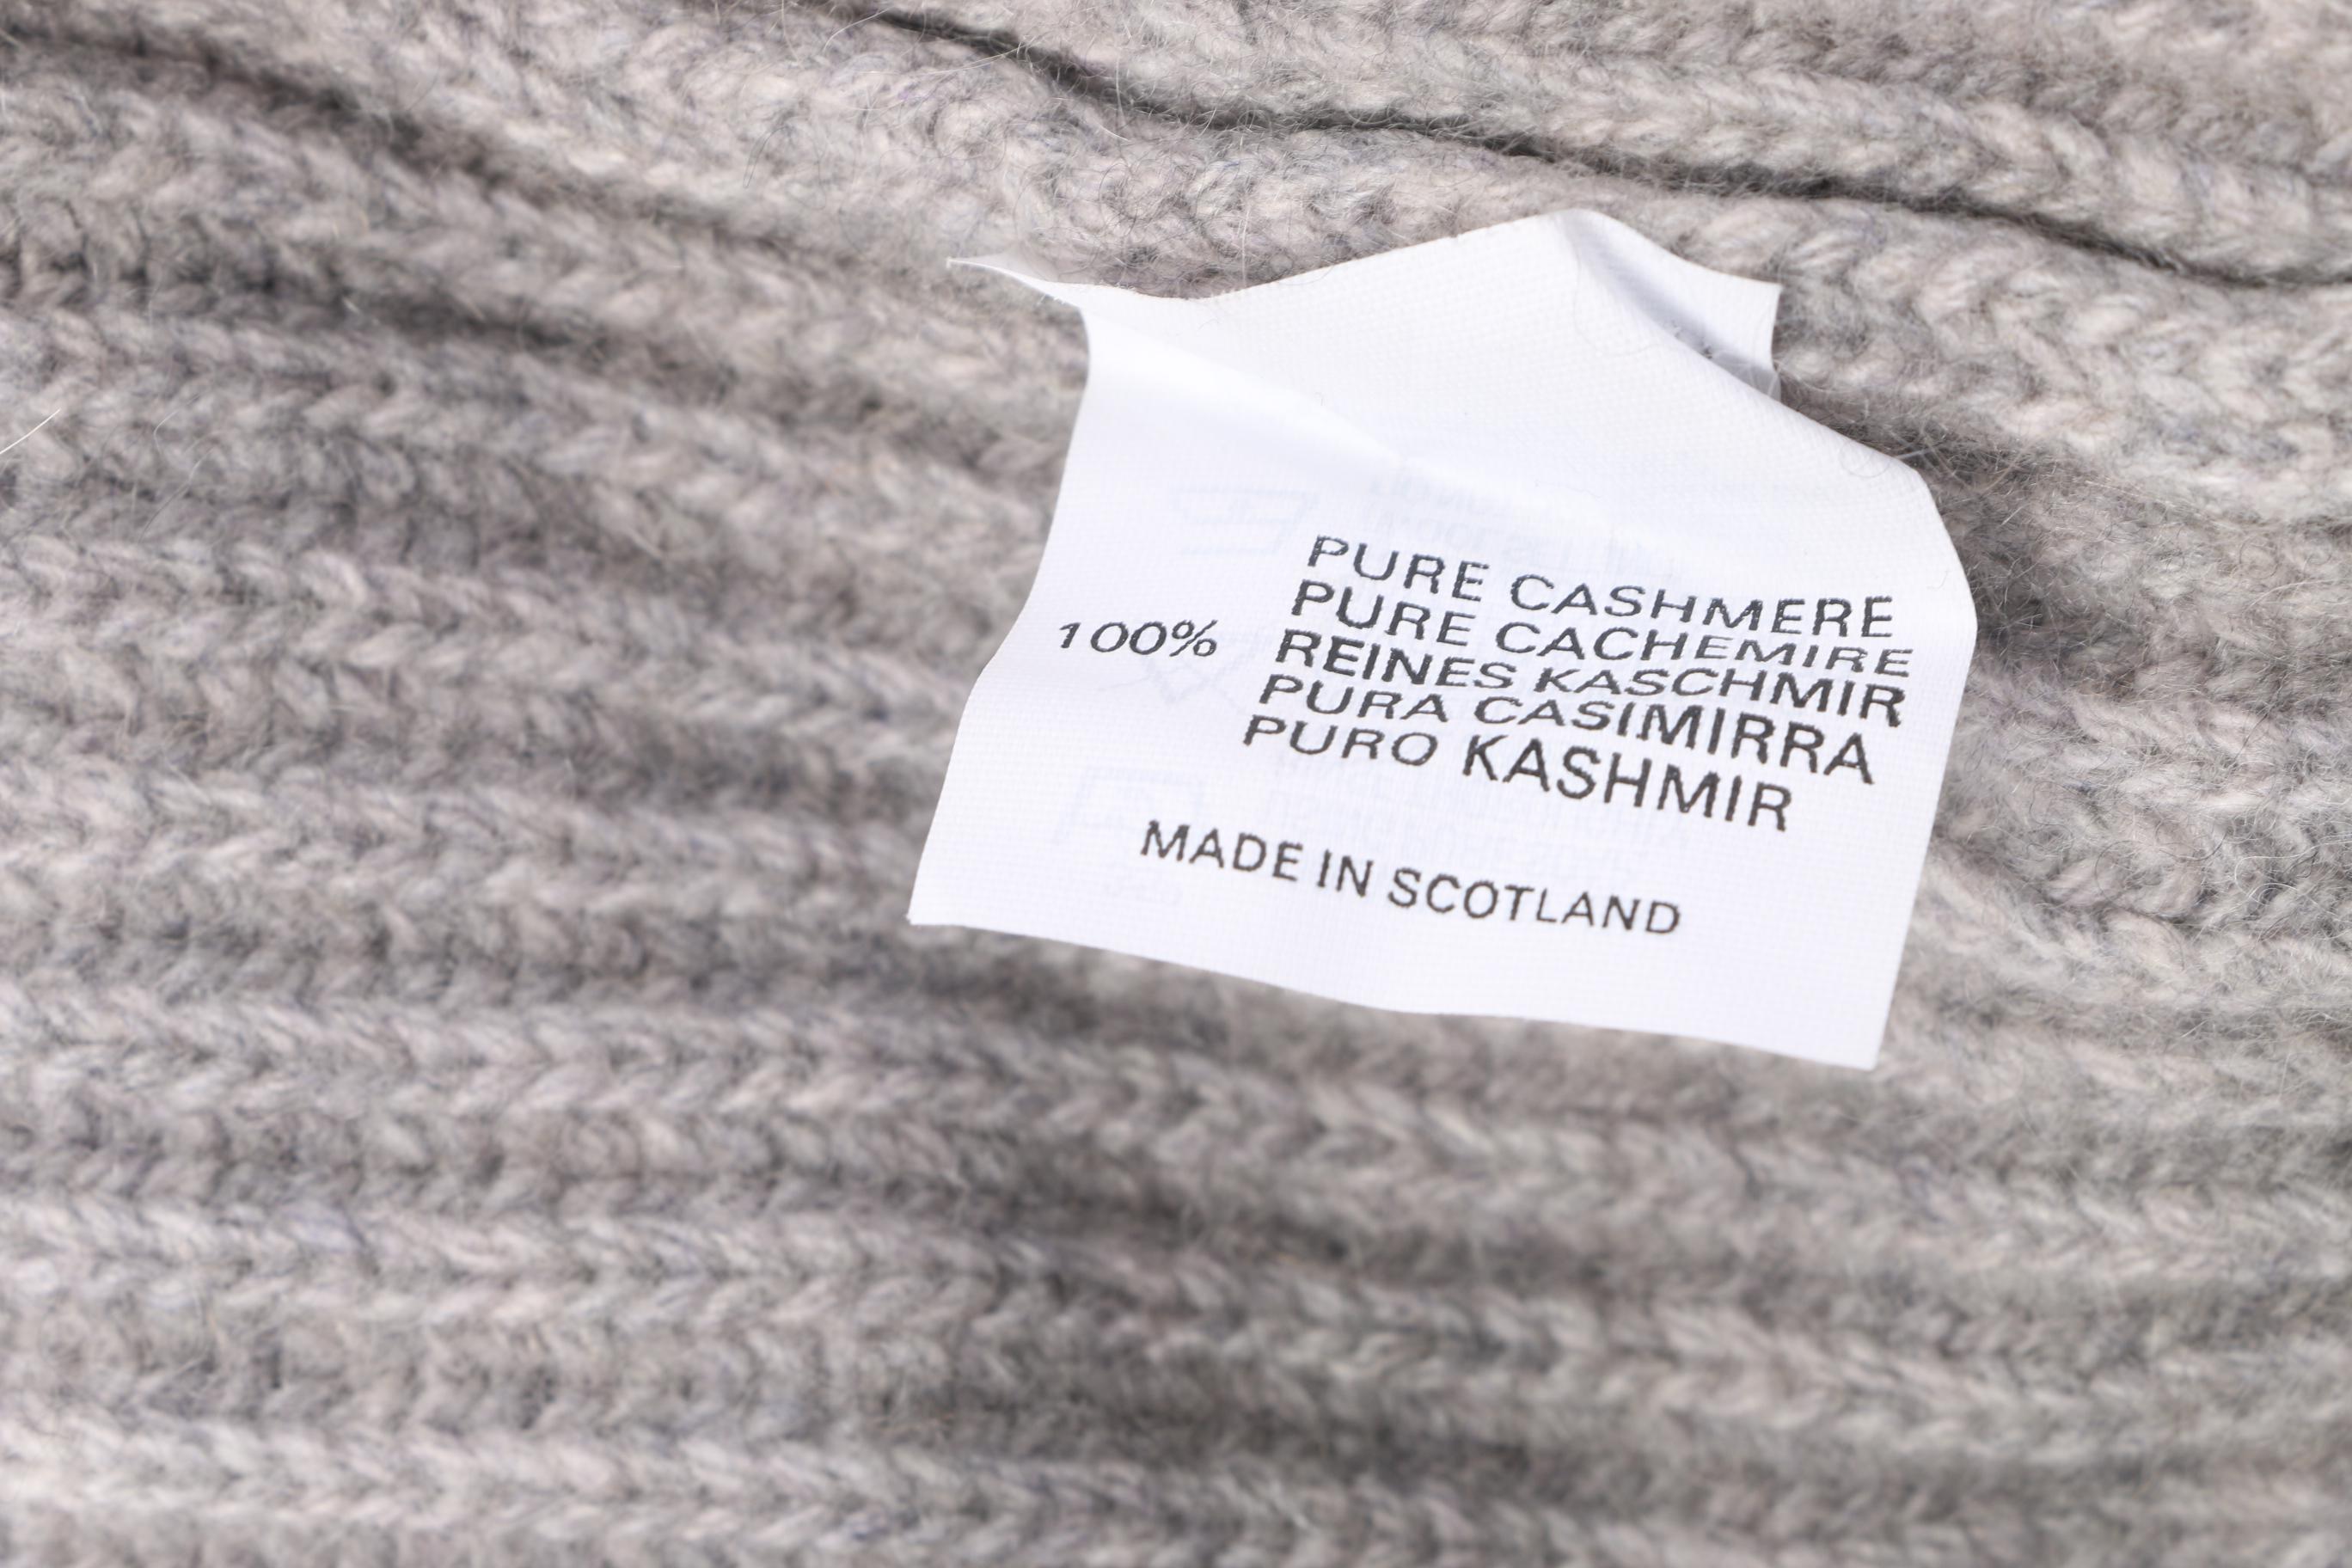 100%
PURE CASHMERE
PURE CACHEMIRE
REINES KASCHMIR
PURA CASIMIRRA
PURO KASHMIR
MADE IN SCOTLAND